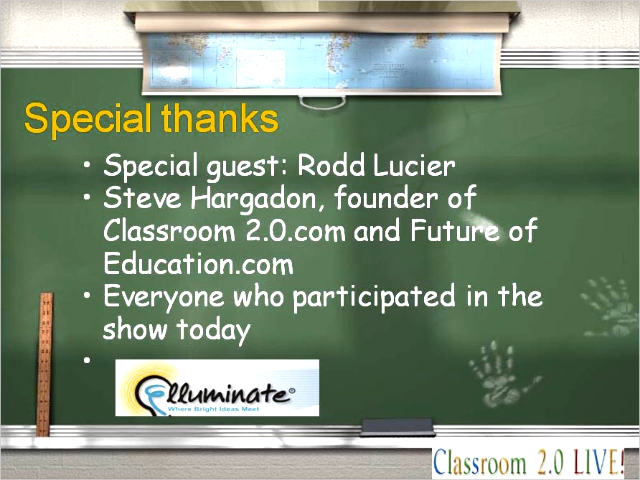 Special thanks
• Special guest: Rodd Lucier
• Steve Hargadon, founder of
Classroom 2.0.com and Future of
Education.com
• Everyone who participated in the
show today
•
Elluminate®
Where Bright Ideas Meet
Classroom 2.0 LIVE!